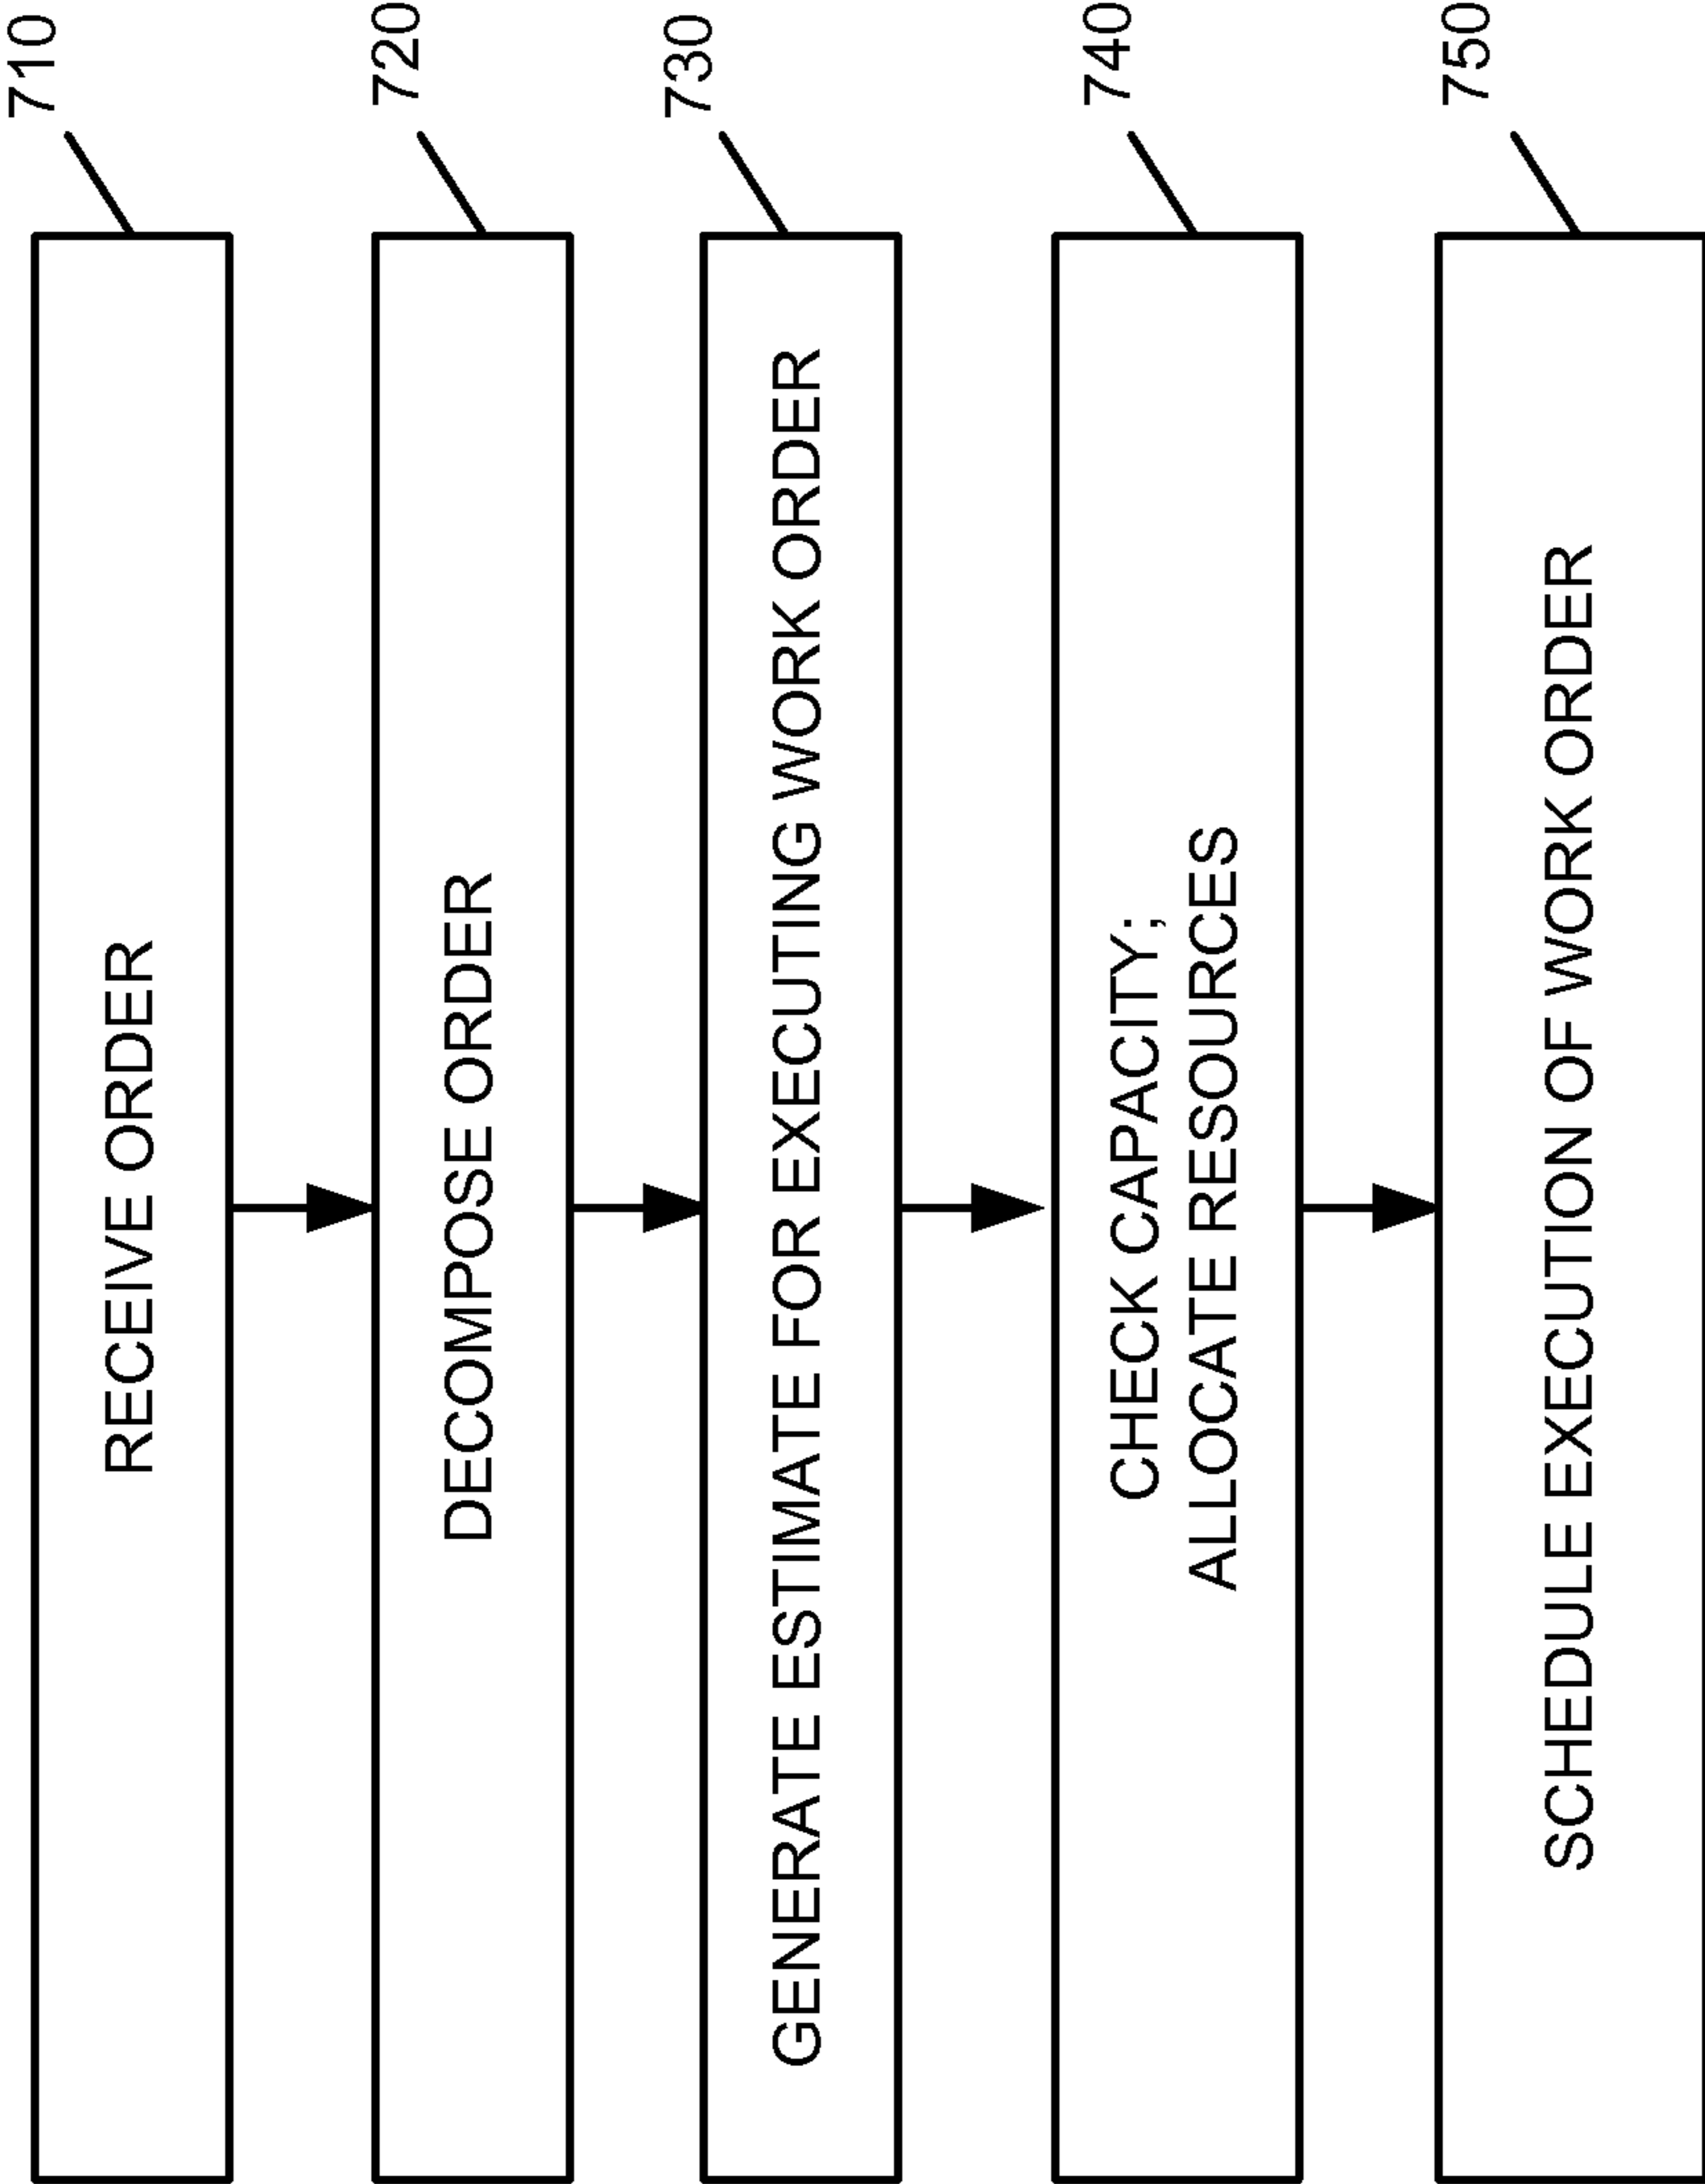 RECEIVE ORDER
710
DECOMPOSE ORDER
720
GENERATE ESTIMATE FOR EXECUTING WORK ORDER
730
CHECK CAPACITY;
ALLOCATE RESOURCES
740
SCHEDULE EXECUTION OF WORK ORDER
750